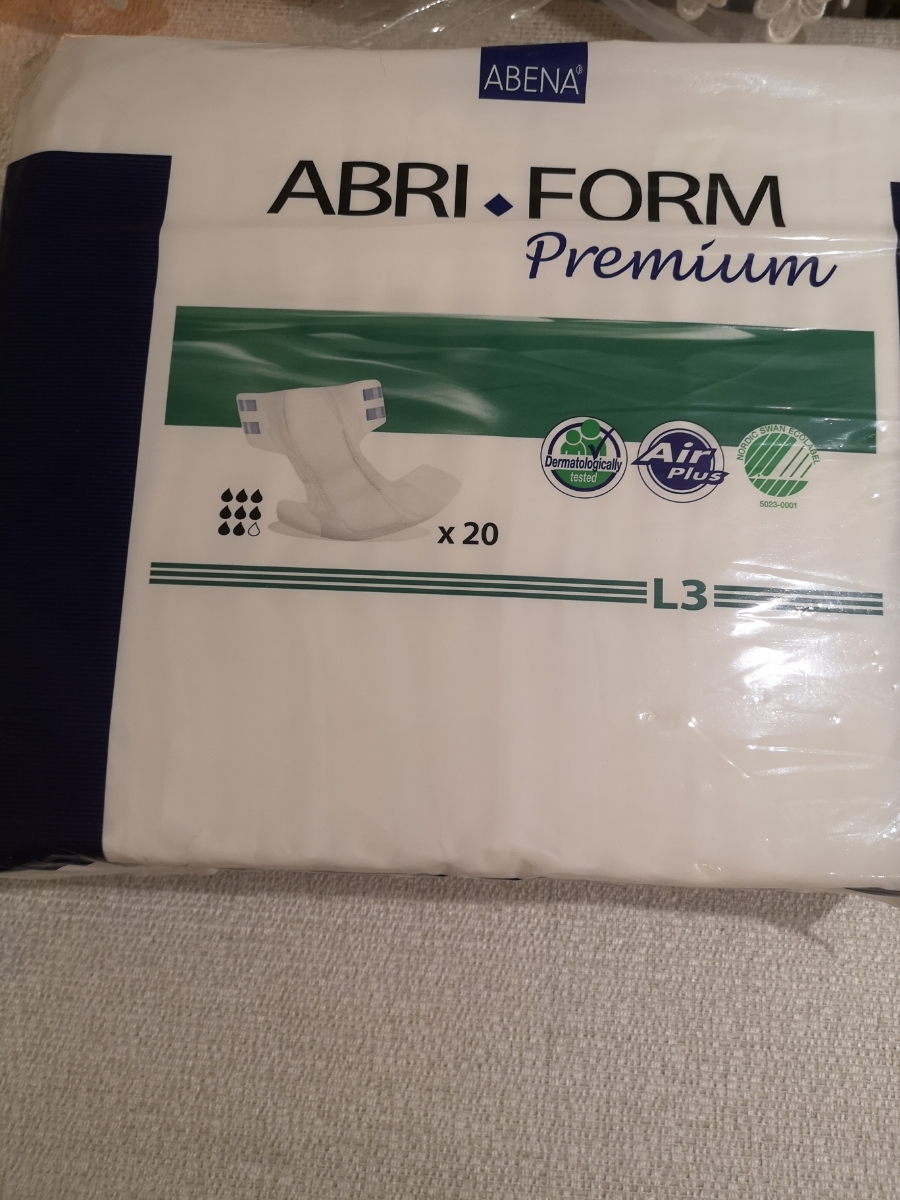 ABENA
ABRI FORM
Premium
Dermatologically
tested
Air
Plus
NORDIC SWAN ECOLABEL
5023-0001
x 20
L3